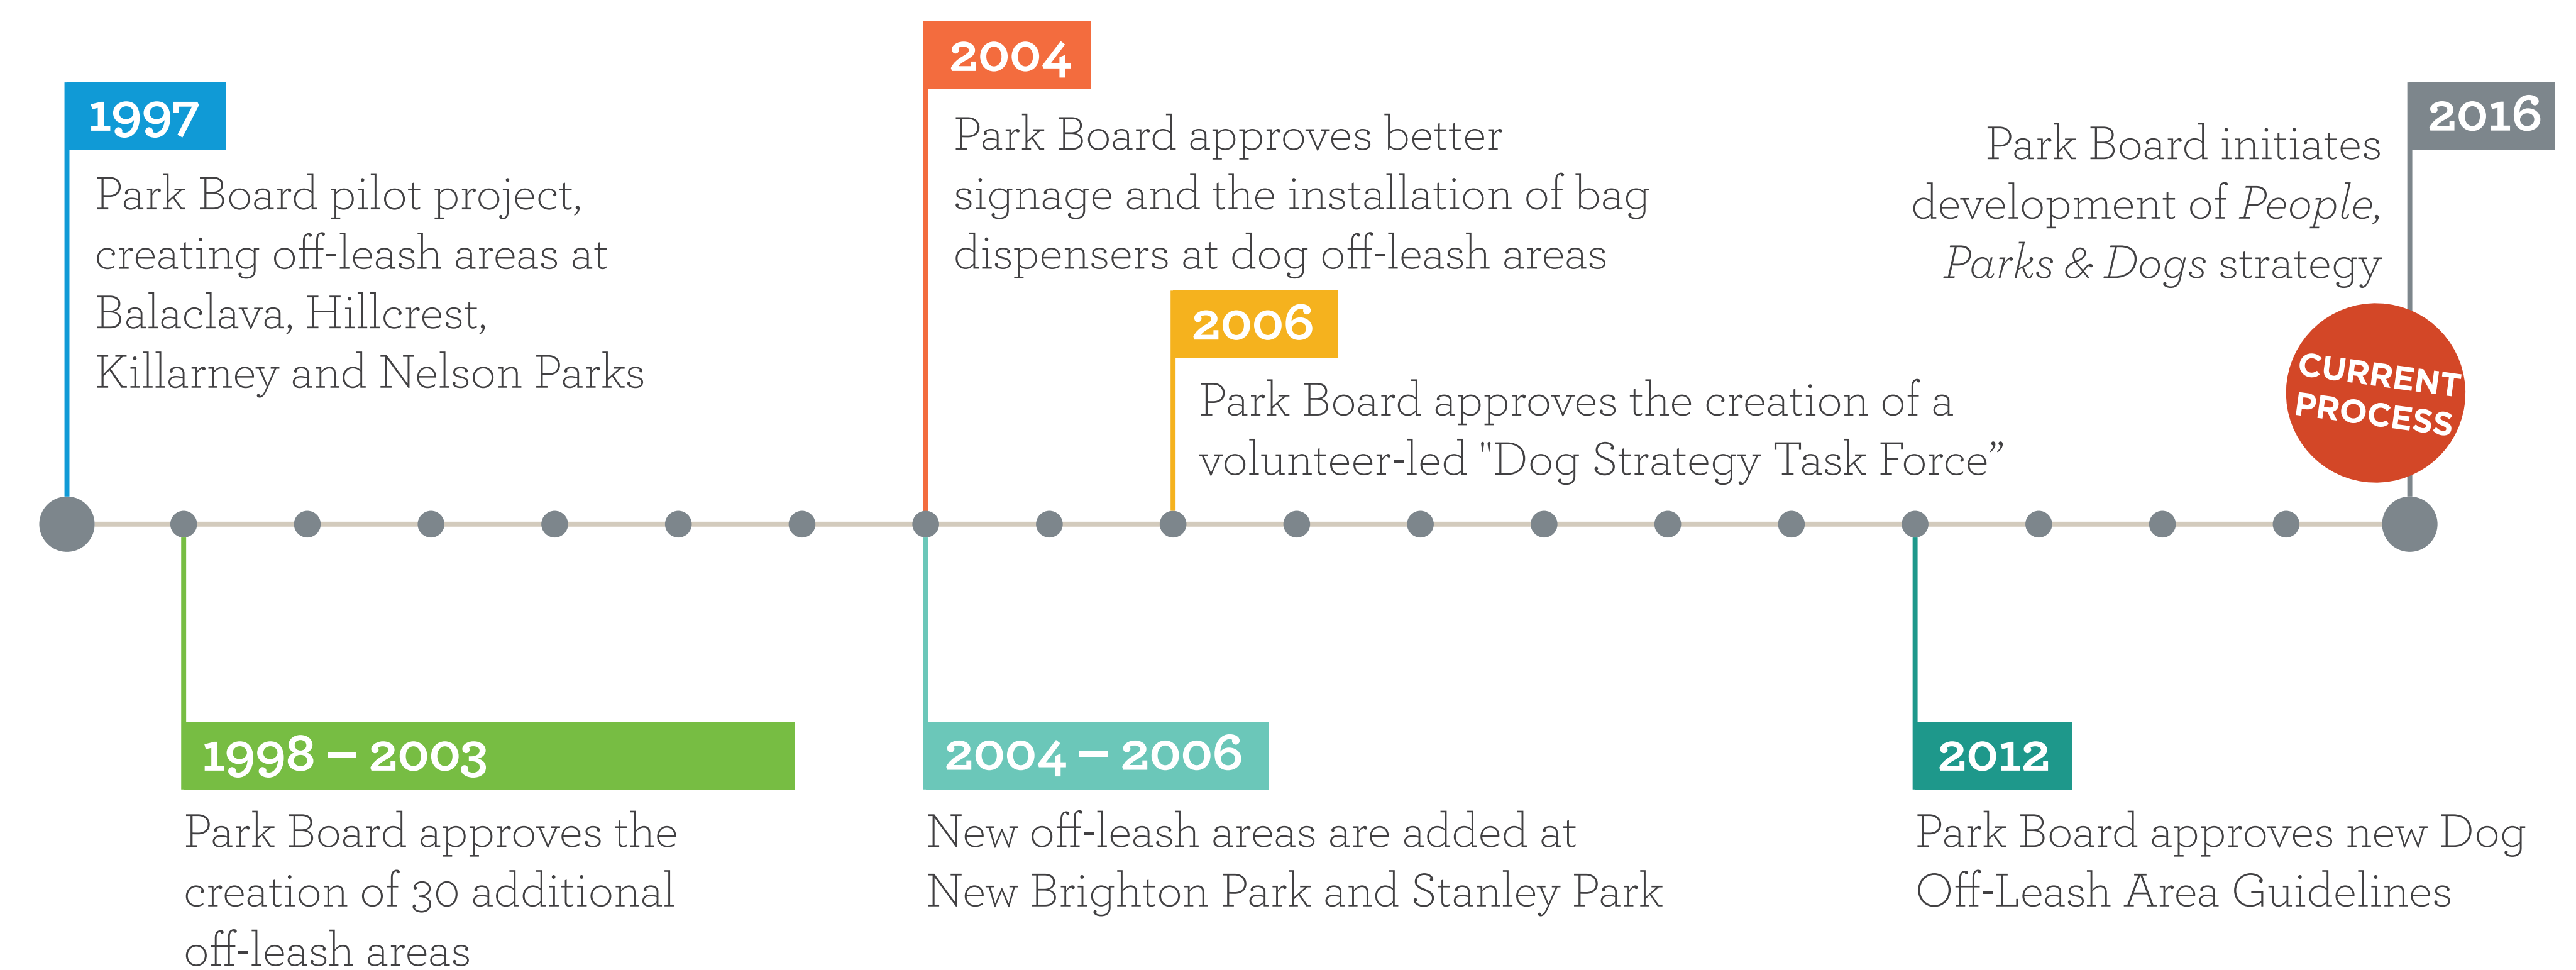 1997
Park Board pilot project,
creating off-leash areas at
Balaclava, Hillcrest,
Killarney and Nelson Parks
2004
Park Board approves better
signage and the installation of bag
dispensers at dog off-leash areas
2006
Park Board approves the creation of a
volunteer-led "Dog Strategy Task Force”
2016
Park Board initiates
development of People,
Parks & Dogs strategy
CURRENT
PROCESS
1998 – 2003
Park Board approves the
creation of 30 additional
off-leash areas
2004 – 2006
New off-leash areas are added at
New Brighton Park and Stanley Park
2012
Park Board approves new Dog
Off-Leash Area Guidelines